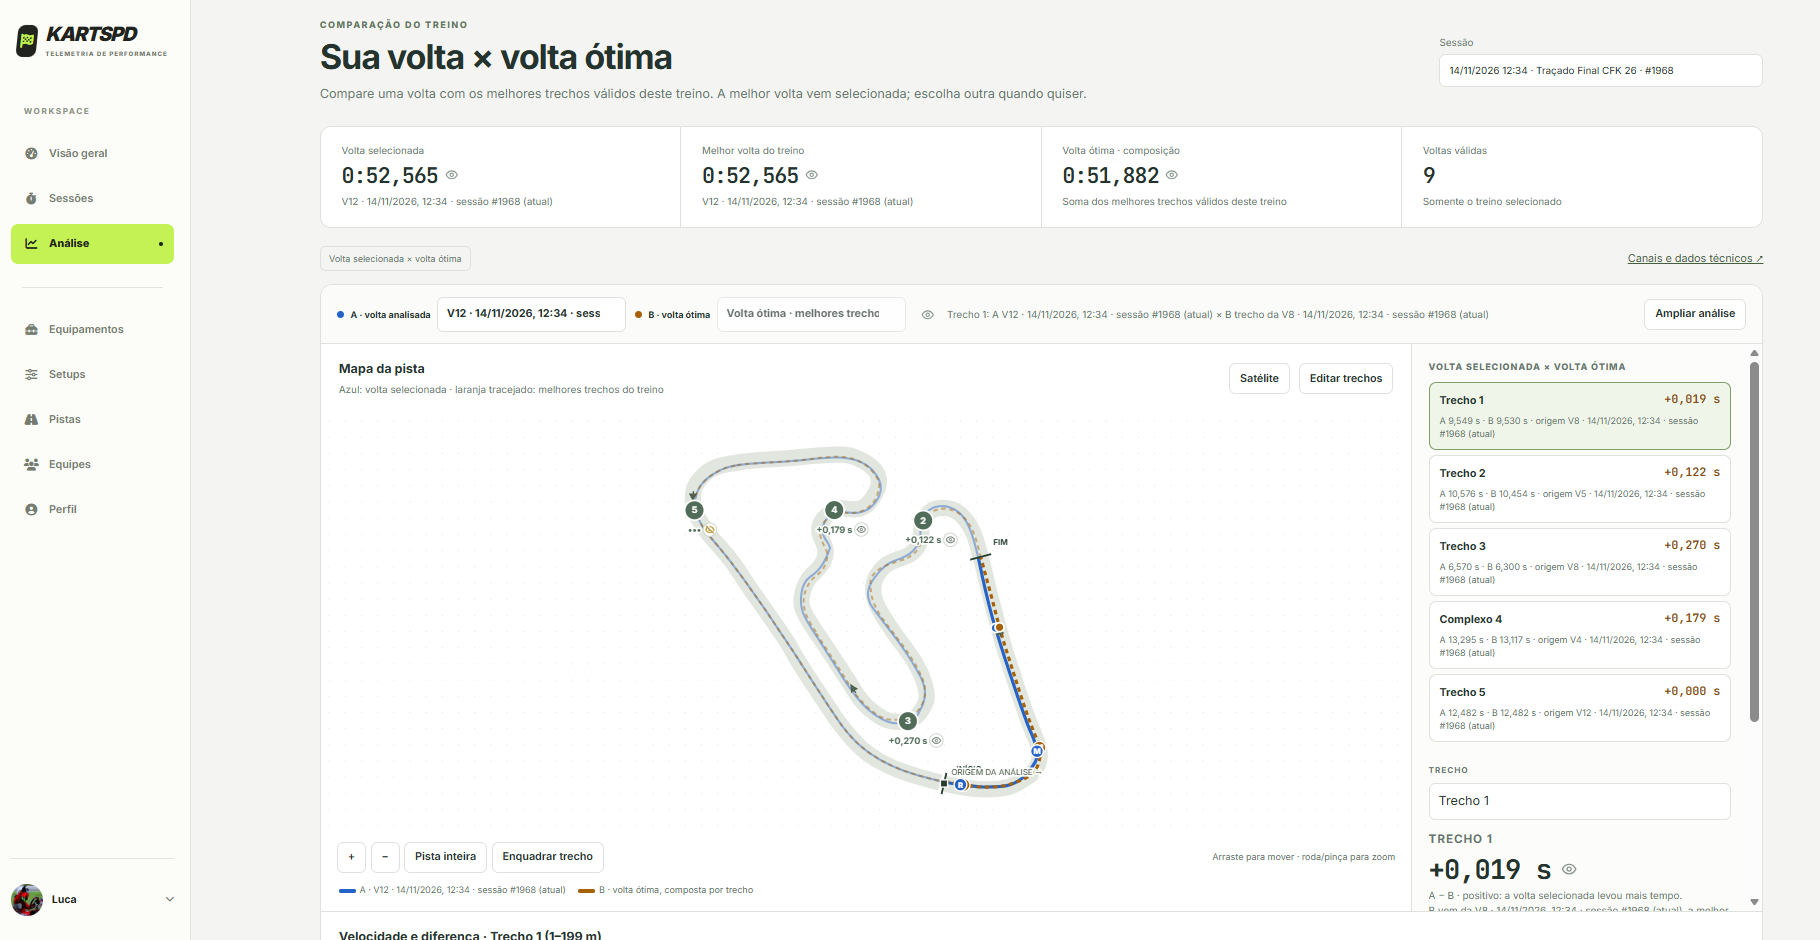 KARTSPD
TELEMETRIA DE PERFORMANCE
WORKSPACE
Visão geral
Sessões
Análise
Equipamentos
Setups
Pistas
Equipes
Perfil
Luca
COMPARAÇÃO DO TREINO
Sua volta × volta ótima
Compare uma volta com os melhores trechos válidos deste treino. A melhor volta vem selecionada; escolha outra quando quiser.
Sessão
14/11/2026 12:34 · Traçado Final CFK 26 · #1968
Volta selecionada
0:52,565
V12 · 14/11/2026, 12:34 · sessão #1968 (atual)
Melhor volta do treino
0:52,565
V12 · 14/11/2026, 12:34 · sessão #1968 (atual)
Volta ótima · composição
0:51,882
Soma dos melhores trechos válidos deste treino
Voltas válidas
9
Somente o treino selecionado
Volta selecionada × volta ótima
Canais e dados técnicos ↗
A · volta analisada
V12 · 14/11/2026, 12:34 · sess
B · volta ótima
Volta ótima · melhores trecho
Trecho 1: A V12 · 14/11/2026, 12:34 · sessão #1968 (atual) × B trecho da V8 · 14/11/2026, 12:34 · sessão #1968 (atual)
Ampliar análise
Mapa da pista
Azul: volta selecionada · laranja tracejado: melhores trechos do treino
Satélite
Editar trechos
5
•••
4
+0,179 s
2
+0,122 s
FIM
3
+0,270 s
M
INÍCIO
ORIGEM DA ANÁLISE →
R
+
−
Pista inteira
Enquadrar trecho
Arraste para mover · roda/pinça para zoom
A · V12 · 14/11/2026, 12:34 · sessão #1968 (atual)
B · volta ótima, composta por trecho
VOLTA SELECIONADA × VOLTA ÓTIMA
Trecho 1
+0,019 s
A 9,549 s · B 9,530 s · origem V8 · 14/11/2026, 12:34 · sessão
#1968 (atual)
Trecho 2
+0,122 s
A 10,576 s · B 10,454 s · origem V5 · 14/11/2026, 12:34 · sessão
#1968 (atual)
Trecho 3
+0,270 s
A 6,570 s · B 6,300 s · origem V8 · 14/11/2026, 12:34 · sessão
#1968 (atual)
Complexo 4
+0,179 s
A 13,295 s · B 13,117 s · origem V4 · 14/11/2026, 12:34 · sessão
#1968 (atual)
Trecho 5
+0,000 s
A 12,482 s · B 12,482 s · origem V12 · 14/11/2026, 12:34 · sessão
#1968 (atual)
TRECHO
Trecho 1
TRECHO 1
+0,019 s
A − B · positivo: a volta selecionada levou mais tempo.
B vem da V8 · 14/11/2026, 12:34 · sessão #1968 (atual), a melhor
Velocidade e diferença · Trecho 1 (1–199 m)